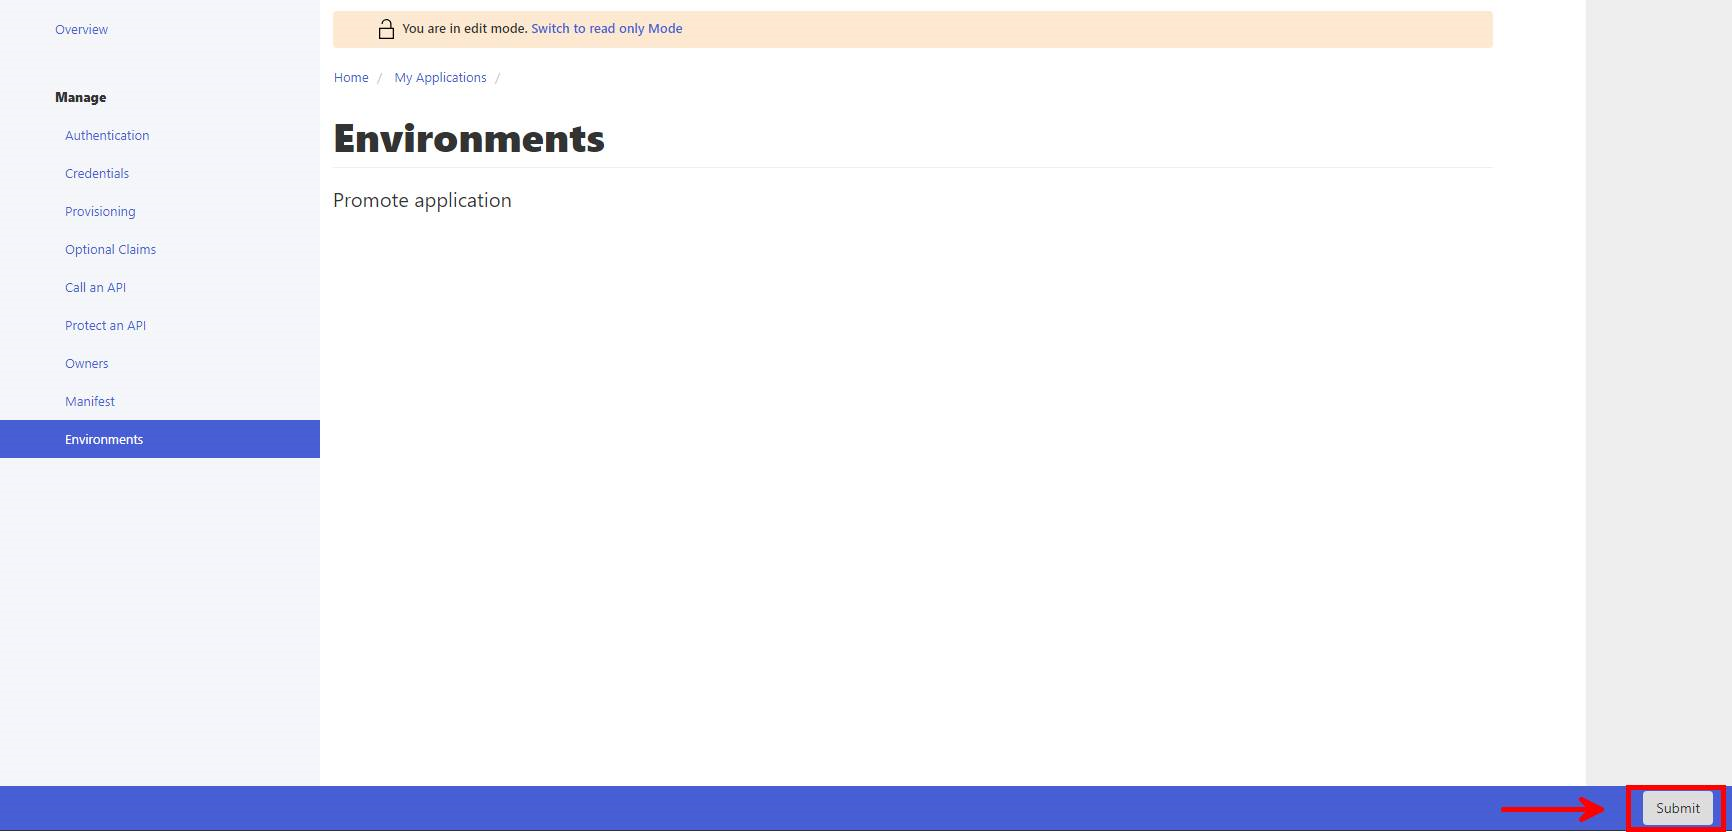 Overview
Manage
Authentication
Credentials
Provisioning
Optional Claims
Call an API
Protect an API
Owners
Manifest
Environments
You are in edit mode. Switch to read only Mode
Home / My Applications /
Environments
Promote application
Submit